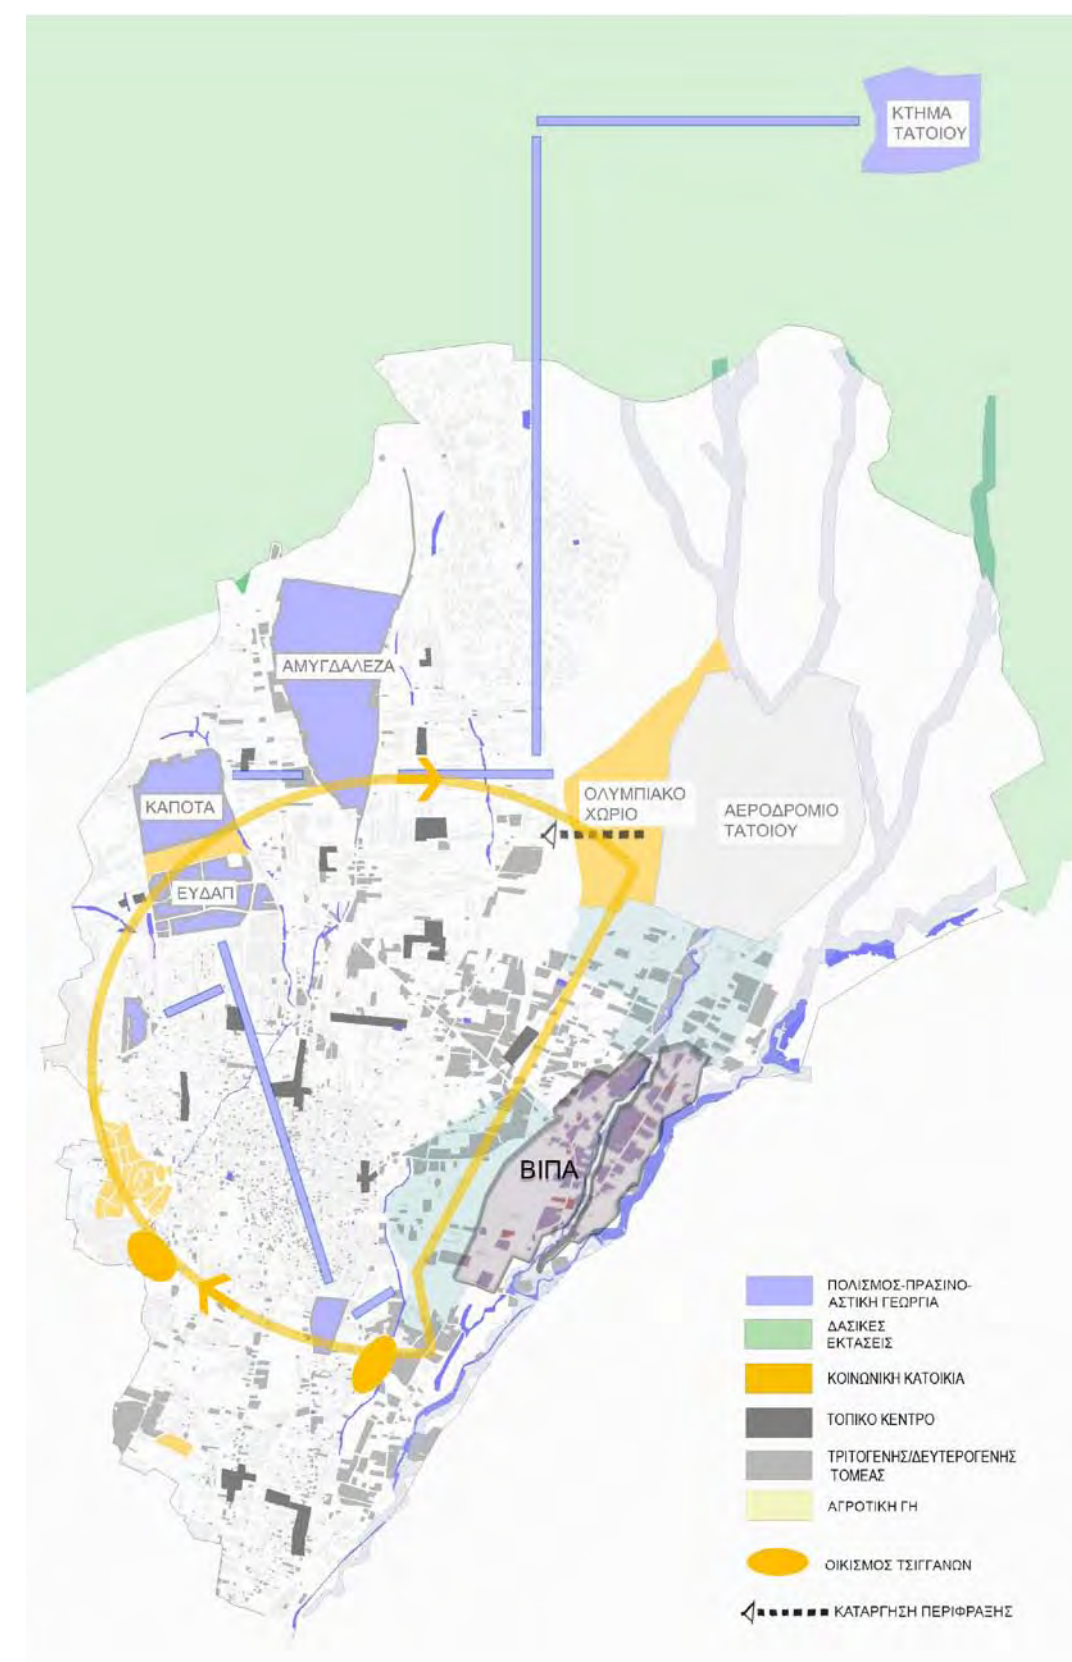 ΚΤΗΜΑ
ΤΑΤΟΙΟΥ
ΑΜΥΓΔΑΛΕΖΑ
ΚΑΠΟΤΑ
ΟΛΥΜΠΙΑΚΟ
ΧΩΡΙΟ
ΑΕΡΟΔΡΟΜΙΟ
ΤΑΤΟΙΟΥ
ΕΥΔΑΠ
ΒΙΠΑ
ΠΟΛΙΣΜΟΣ-ΠΡΑΣΙΝΟ-
ΑΣΤΙΚΗ ΓΕΩΡΓΙΑ
ΔΑΣΙΚΕΣ
ΕΚΤΑΣΕΙΣ
ΚΟΙΝΩΝΙΚΗ ΚΑΤΟΙΚΙΑ
ΤΟΠΙΚΟ ΚΕΝΤΡΟ
ΤΡΙΤΟΓΕΝΗΣ/ΔΕΥΤΕΡΟΓΕΝΗΣ
ΤΟΜΕΑΣ
ΑΓΡΟΤΙΚΗ ΓΗ
ΟΙΚΙΣΜΟΣ ΤΣΙΓΓΑΝΩΝ
ΚΑΤΑΡΓΗΣΗ ΠΕΡΙΦΡΑΞΗΣ